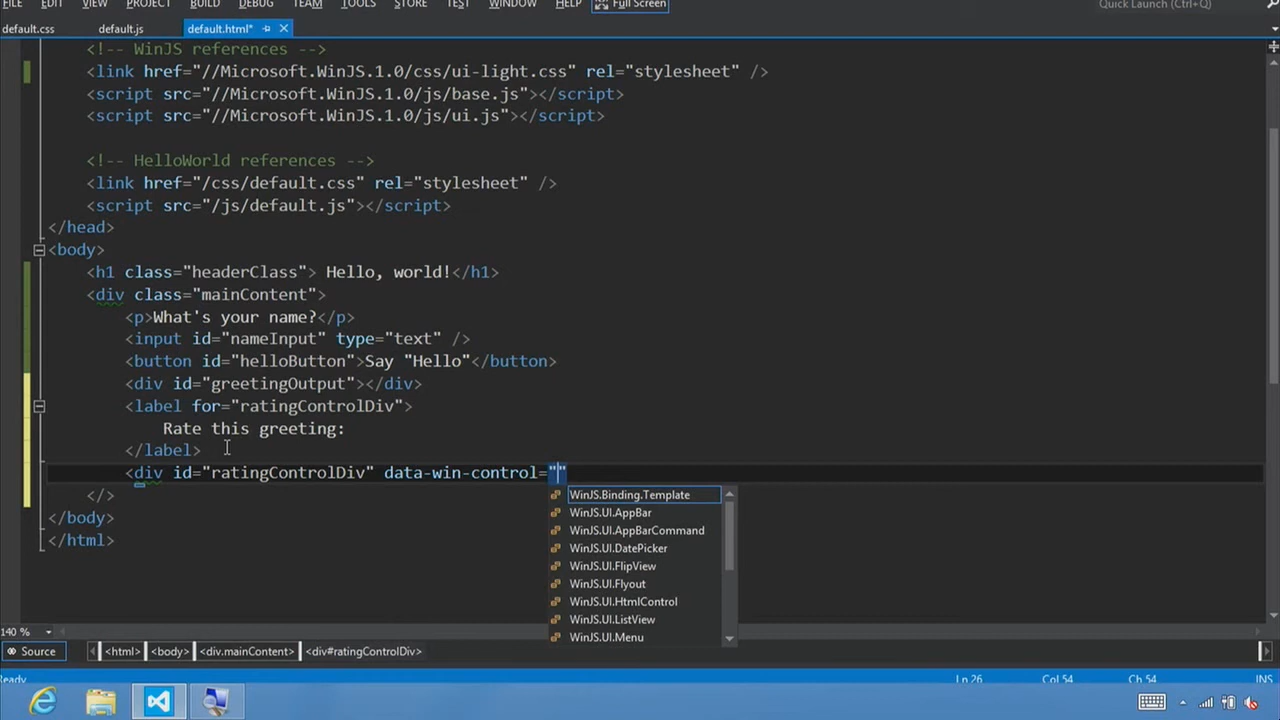 FILE EDIT VIEW PROJECT BUILD DEBUG TEAM TOOLS STORE TEST WINDOW HELP Full Screen Quick Launch (Ctrl+Q)
default.css default.js default.html*
<!-- WinJS references -->
<link href="//Microsoft.WinJS.1.0/css/ui-light.css" rel="stylesheet" />
<script src="//Microsoft.WinJS.1.0/js/base.js"></script>
<script src="//Microsoft.WinJS.1.0/js/ui.js"></script>
<!-- HelloWorld references -->
<link href="/css/default.css" rel="stylesheet" />
<script src="/js/default.js"></script>
</head>
<body>
<h1 class="headerClass"> Hello, world!</h1>
<div class="mainContent">
<p>What's your name?</p>
<input id="nameInput" type="text" />
<button id="helloButton">Say "Hello"</button>
<div id="greetingOutput"></div>
<label for="ratingControlDiv">
Rate this greeting:
</label>
<div id="ratingControlDiv" data-win-control=""
WinJS.Binding.Template
</>
WinJS.UI.AppBar
</body>
WinJS.UI.AppBarCommand
</html>
WinJS.UI.DatePicker
WinJS.UI.FlipView
WinJS.UI.Flyout
WinJS.UI.HtmlControl
WinJS.UI.ListView
WinJS.UI.Menu
140 %
Source <html> <body> <div.mainContent> <div#ratingControlDiv>
Ready Ln 26 Col 54 Ch 54 INS